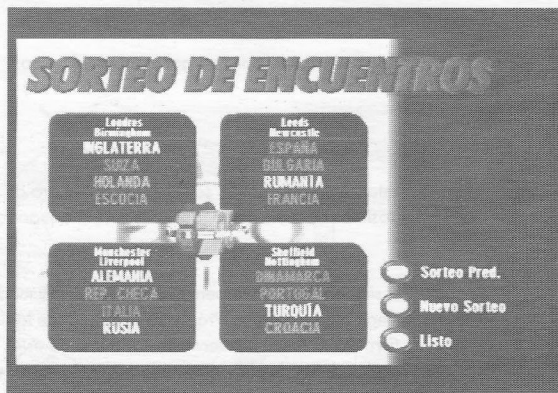 SORTEO DE ENCUENTROS
Londres
Birmingham
INGLATERRA
SUIZA
HOLANDA
ESCOCIA
Leeds
Newcastle
ESPAÑA
BULGARIA
RUMANIA
FRANCIA
Manchester
Liverpool
ALEMANIA
REP. CHECA
ITALIA
RUSIA
Sheffield
Nottingham
DINAMARCA
PORTUGAL
TURQUÍA
CROACIA
Sorteo Pred.
Nuevo Sorteo
Listo